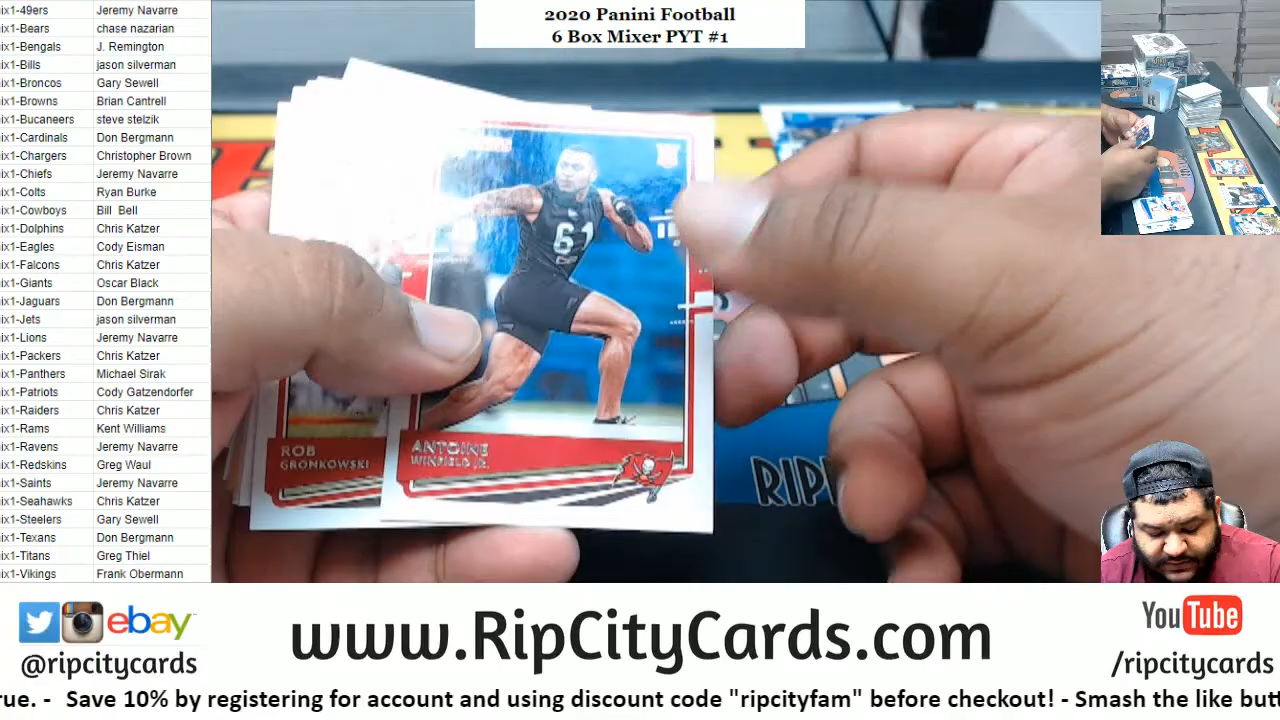 2020 Panini Football
6 Box Mixer PYT #1
ix1-49ers Jeremy Navarre
ix1-Bears chase nazarian
ix1-Bengals J. Remington
ix1-Bills jason silverman
ix1-Broncos Gary Sewell
ix1-Browns Brian Cantrell
ix1-Bucaneers steve stelzik
ix1-Cardinals Don Bergmann
ix1-Chargers Christopher Brown
ix1-Chiefs Jeremy Navarre
ix1-Colts Ryan Burke
ix1-Cowboys Bill Bell
ix1-Dolphins Chris Katzer
ix1-Eagles Cody Eisman
ix1-Falcons Chris Katzer
ix1-Giants Oscar Black
ix1-Jaguars Don Bergmann
ix1-Jets jason silverman
ix1-Lions Jeremy Navarre
ix1-Packers Chris Katzer
ix1-Panthers Michael Sirak
ix1-Patriots Cody Gatzendorfer
ix1-Raiders Chris Katzer
ix1-Rams Kent Williams
ix1-Ravens Jeremy Navarre
ix1-Redskins Greg Waul
ix1-Saints Jeremy Navarre
ix1-Seahawks Chris Katzer
ix1-Steelers Gary Sewell
ix1-Texans Don Bergmann
ix1-Titans Greg Thiel
ix1-Vikings Frank Obermann
61
ROB
GRONKOWSKI
ANTOINE
WINFIELD JR.
RIP
ebay
@ripcitycards
www.RipCityCards.com
YouTube
/ripcitycards
rue. - Save 10% by registering for account and using discount code "ripcityfam" before checkout! - Smash the like but